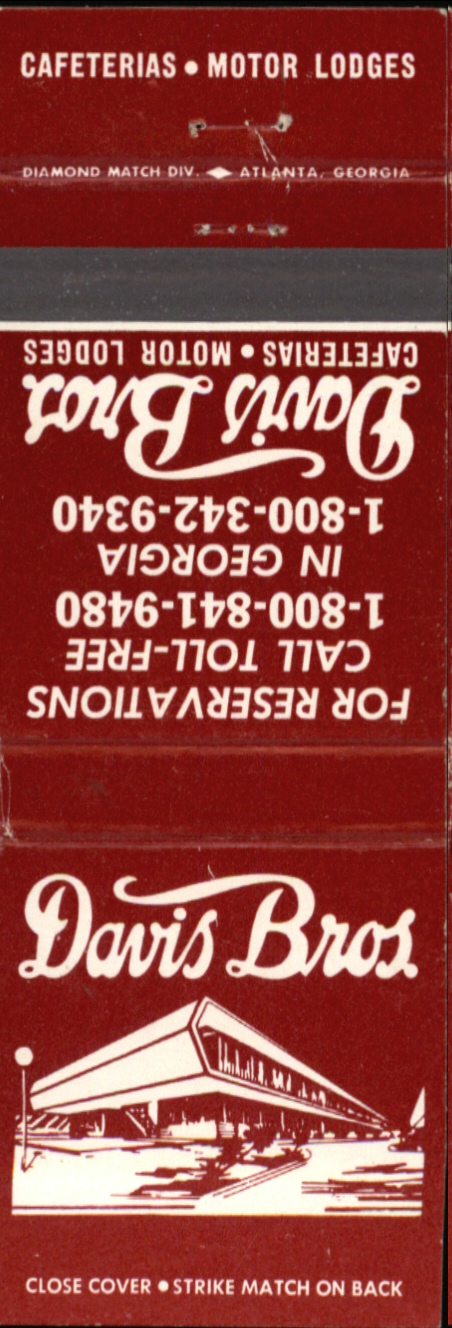 CAFETERIAS • MOTOR LODGES
DIAMOND MATCH DIV. ◆ ATLANTA, GEORGIA
FOR RESERVATIONS
CALL TOLL-FREE
1-800-841-9480
IN GEORGIA
1-800-342-9340
Davis Bros.
CAFETERIAS • MOTOR LODGES
Davis Bros.
CLOSE COVER • STRIKE MATCH ON BACK